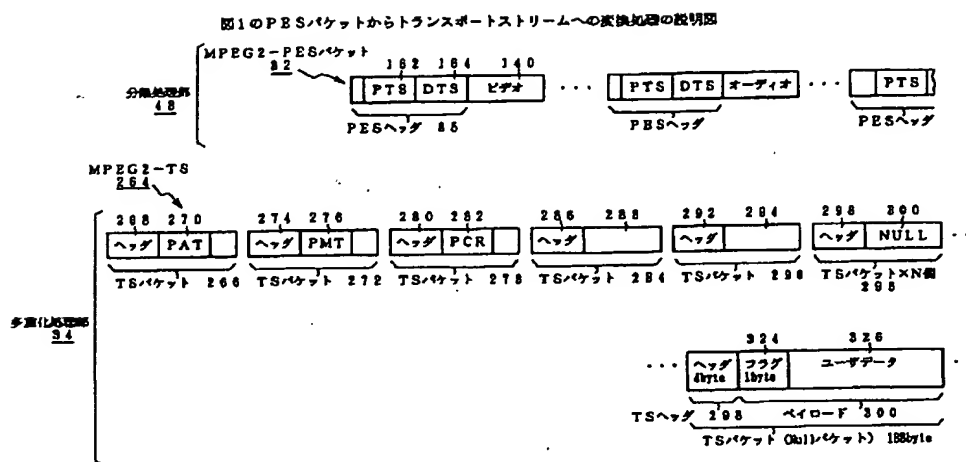 図1のPESパケットからトランスポートストリームへの変換処理の説明図
MPEG2-PESパケット
82
162 164 140
PTS DTS ビデオ ・・・ PTS DTS オーディオ ・・・ PTS
分離処理部
48
PESヘッダ 85 PESヘッダ PESヘッダ
MPEG2-TS
264
268 270 274 276 280 282 286 288 292 294 298 300
ヘッダ PAT ヘッダ PMT ヘッダ PCR ヘッダ ヘッダ ヘッダ NULL ・・
TSパケット 266 TSパケット 272 TSパケット 278 TSパケット 284 TSパケット 290 TSパケット×N個
295
多重化処理部
34
324 326
・・・ ヘッダ フラグ ユーザデータ ・
4byte 1byte
TSヘッダ 298 ペイロード 300
TSパケット (Nullパケット) 188byte